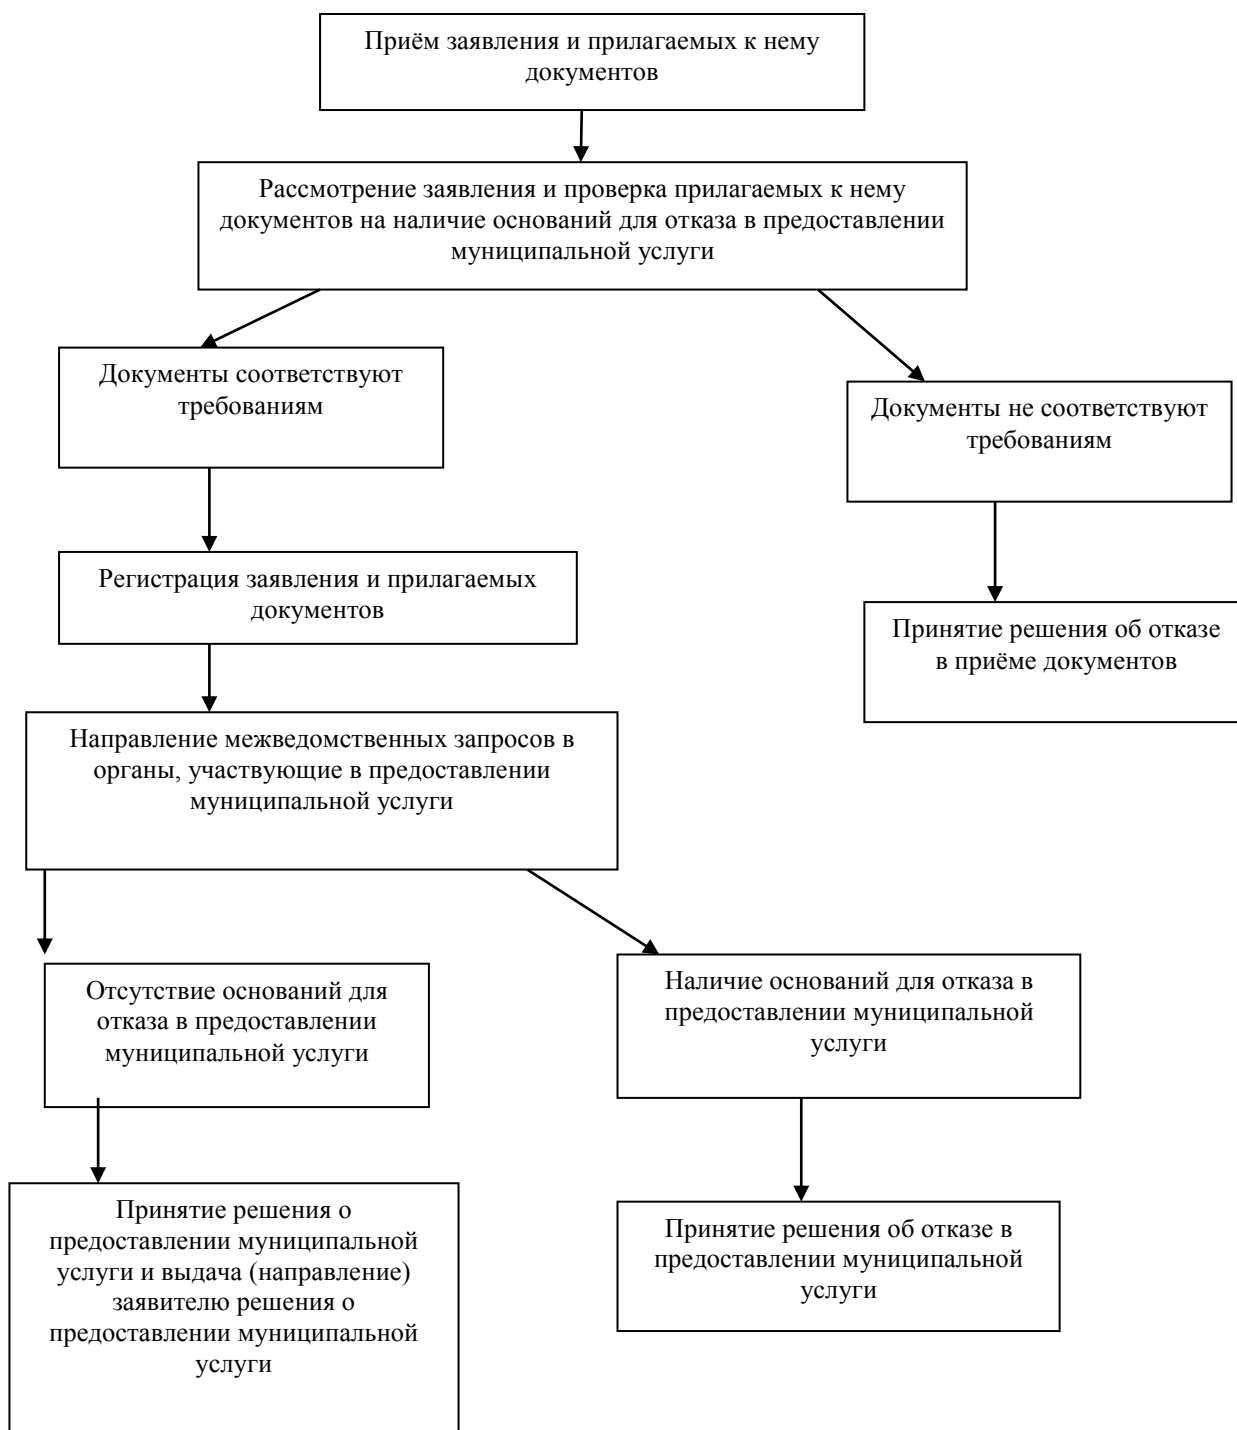 Приём заявления и прилагаемых к нему
документов
Рассмотрение заявления и проверка прилагаемых к нему
документов на наличие оснований для отказа в предоставлении
муниципальной услуги
Документы соответствуют
требованиям
Документы не соответствуют
требованиям
Регистрация заявления и прилагаемых
документов
Принятие решения об отказе
в приёме документов
Направление межведомственных запросов в
органы, участвующие в предоставлении
муниципальной услуги
Отсутствие оснований для
отказа в предоставлении
муниципальной услуги
Наличие оснований для отказа в
предоставлении муниципальной
услуги
Принятие решения о
предоставлении муниципальной
услуги и выдача (направление)
заявителю решения о
предоставлении муниципальной
услуги
Принятие решения об отказе в
предоставлении муниципальной
услуги